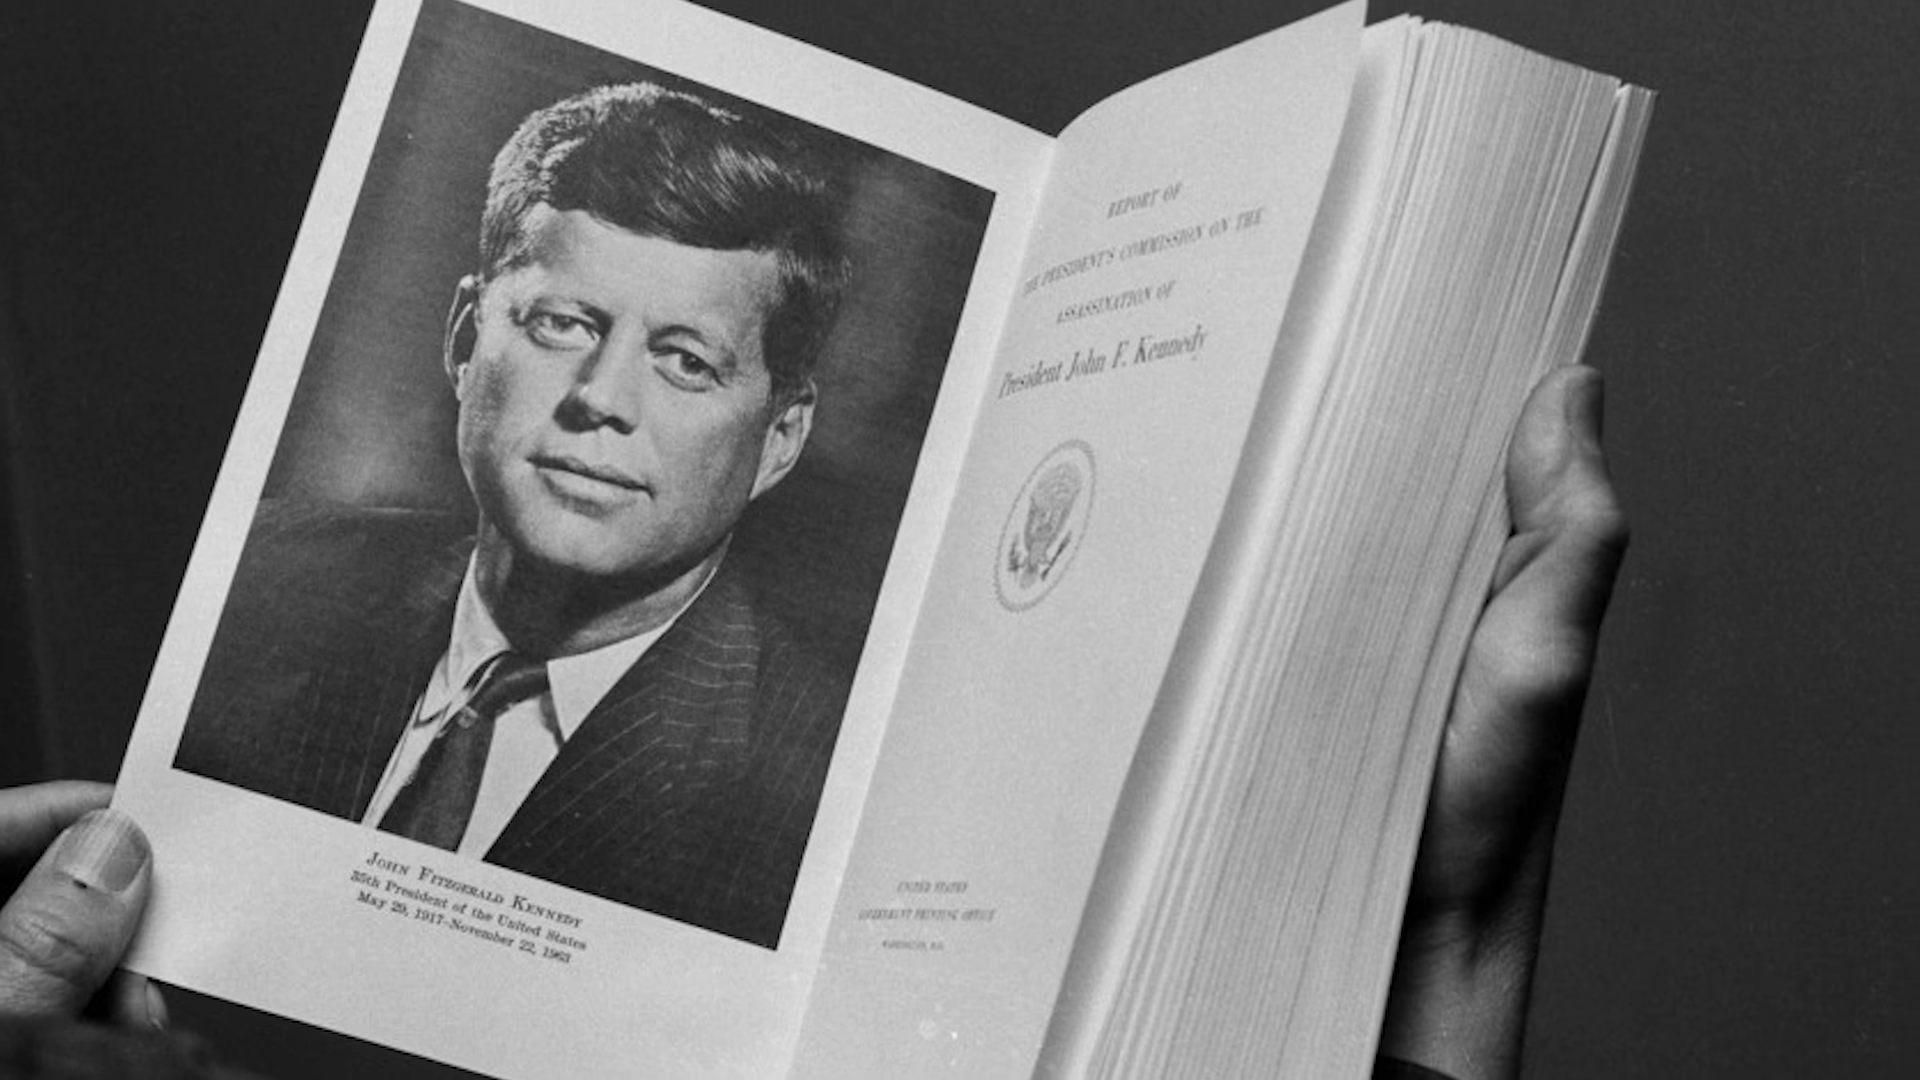 JOHN FITZGERALD KENNEDY
35th President of the United States
May 29, 1917–November 22, 1963
REPORT OF
THE PRESIDENT'S COMMISSION ON THE
ASSASSINATION OF
President John F. Kennedy
UNITED STATES
GOVERNMENT PRINTING OFFICE
WASHINGTON, D.C.